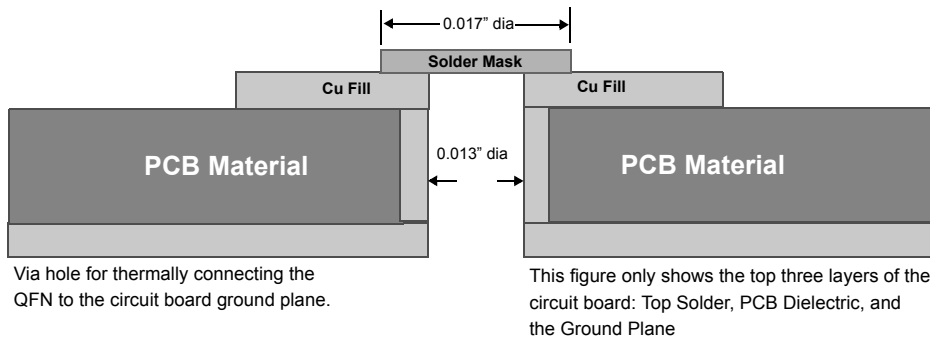 0.017” dia
Solder Mask
Cu Fill
Cu Fill
PCB Material
0.013” dia
PCB Material
Via hole for thermally connecting the
QFN to the circuit board ground plane.
This figure only shows the top three layers of the
circuit board: Top Solder, PCB Dielectric, and
the Ground Plane